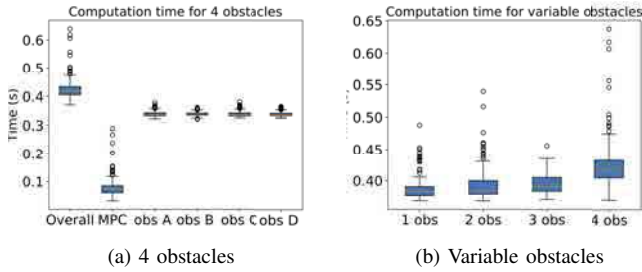 Computation time for 4 obstacles
0.6
0.5
0.4
0.3
0.2
0.1
Time (s)
Overall MPC obs A obs B obs C obs D
(a) 4 obstacles
Computation time for variable obstacles
0.65
0.60
0.55
0.50
0.45
0.40
1 obs 2 obs 3 obs 4 obs
(b) Variable obstacles